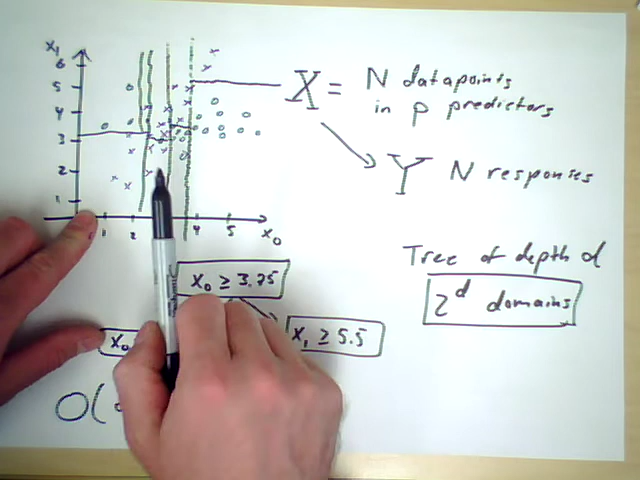 X₁
6
5
4
3
2
1
1 2 4 5 X₀
X = N datapoints
in p predictors
Y N responses
Tree of depth d
2^d domains
X₀ ≥ 3.75
X₀
X₁ ≥ 5.5
O(